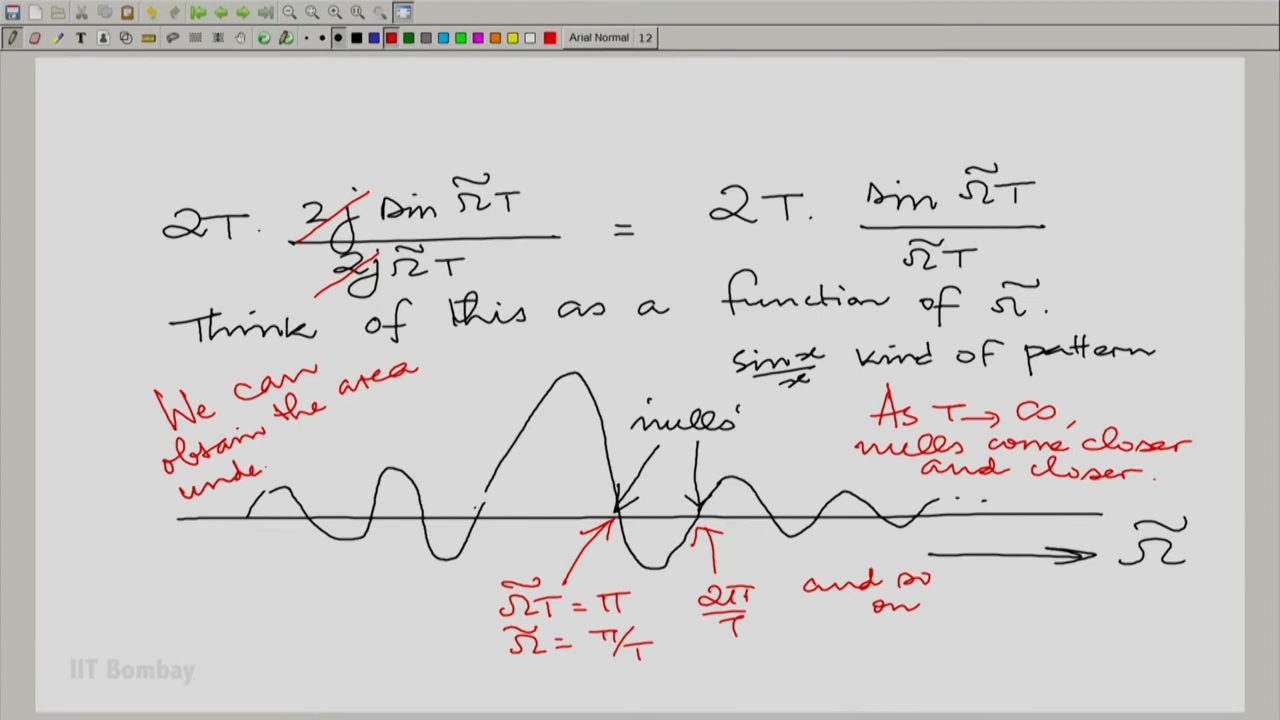 Arial Normal 12
2T. 2j sin Ω̃T / 2j Ω̃T = 2T. sin Ω̃T / Ω̃T
Think of this as a function of Ω̃.
sin x / x kind of pattern
We can
obtain the area
unde
'nulls'
As T → ∞,
nulls come closer
and closer.
...
Ω̃
Ω̃T = π
Ω̃ = π/T
2π/T
and so
on
IIT Bombay